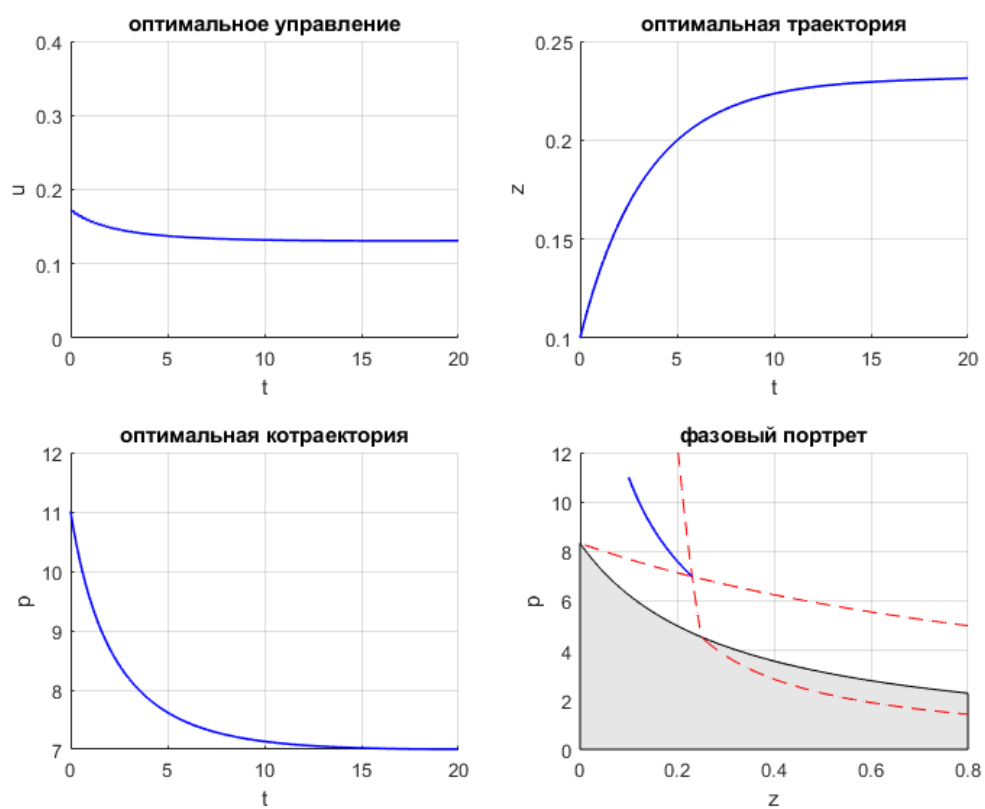 оптимальное управление
0.4
0.3
0.2
0.1
0
u
0 5 10 15 20
t
оптимальная траектория
0.25
0.2
0.15
0.1
z
0 5 10 15 20
t
оптимальная котраектория
12
11
10
9
8
7
p
0 5 10 15 20
t
фазовый портрет
12
10
8
6
4
2
0
p
0 0.2 0.4 0.6 0.8
z